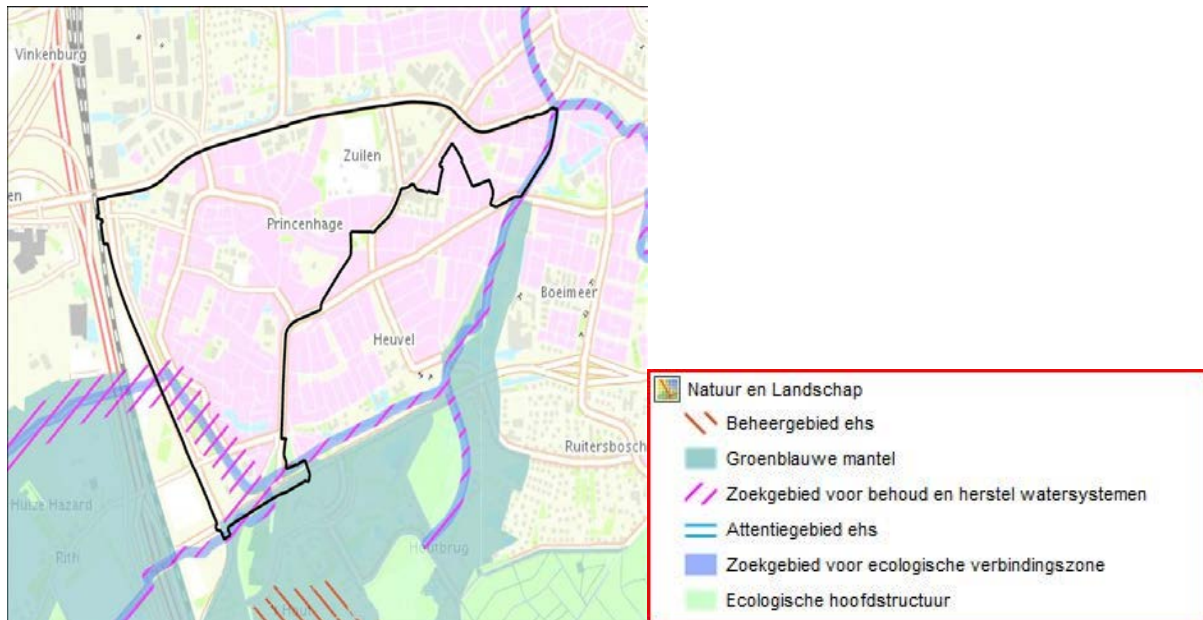 Vinkenburg
Zuilen
en
Princenhage
Boeimeer
Heuvel
Ruitersbosch
Huize Hazard
Rith
Houtbrug
Natuur en Landschap
Beheergebied ehs
Groenblauwe mantel
Zoekgebied voor behoud en herstel watersystemen
Attentiegebied ehs
Zoekgebied voor ecologische verbindingszone
Ecologische hoofdstructuur